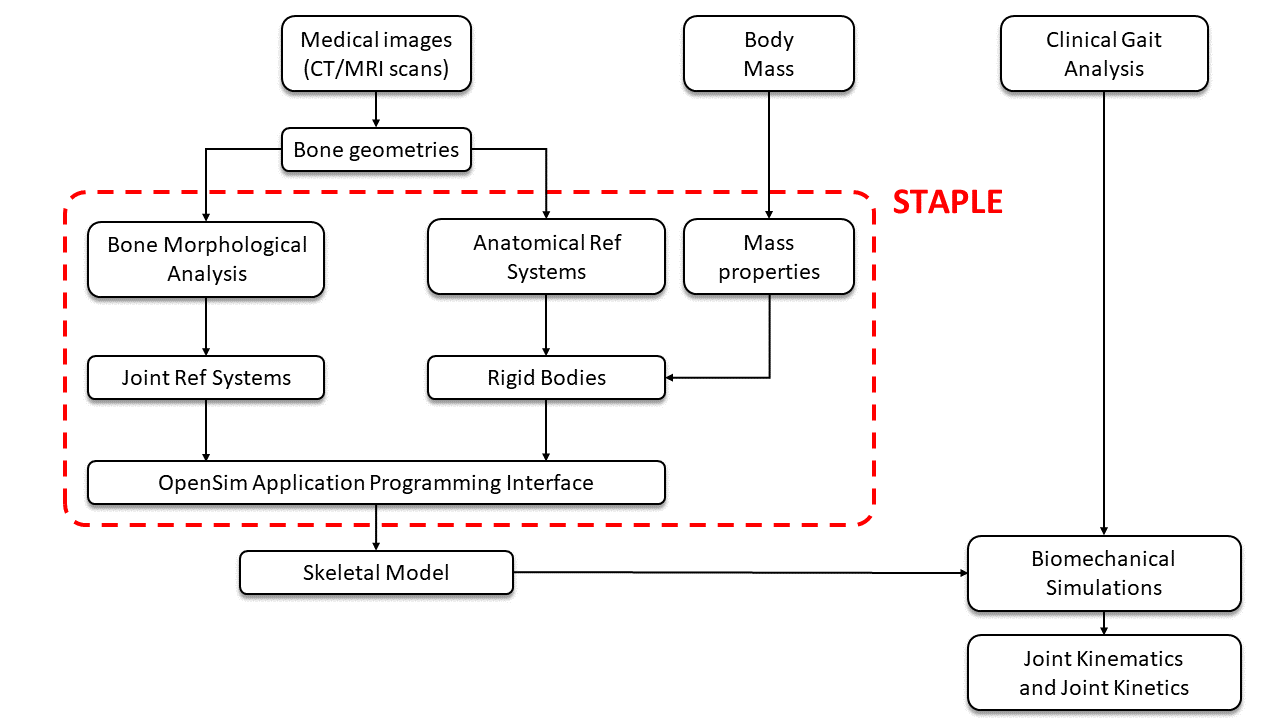 Medical images
(CT/MRI scans)
Body
Mass
Clinical Gait
Analysis
Bone geometries
STAPLE
Bone Morphological
Analysis
Anatomical Ref
Systems
Mass
properties
Joint Ref Systems
Rigid Bodies
OpenSim Application Programming Interface
Skeletal Model
Biomechanical
Simulations
Joint Kinematics
and Joint Kinetics